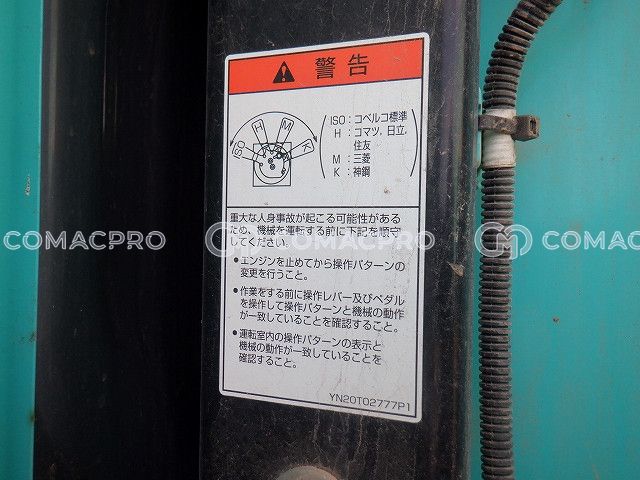 警告
ISO：コベルコ標準
H：コマツ，日立，
住友
M：三菱
K：神鋼
ISO
H
M
K
重大な人身事故が起こる可能性がある
ため、機械を運転する前に下記を順守
してください。
●エンジンを止めてから操作パターンの
変更を行うこと。
●作業をする前に操作レバー及びペダル
を操作して操作パターンと機械の動作
が一致していることを確認すること。
●運転室内の操作パターンの表示と
機械の動作が一致していることを
確認すること。
YN20T02777P1
COMACPRO
COMACPRO
COMACPRO